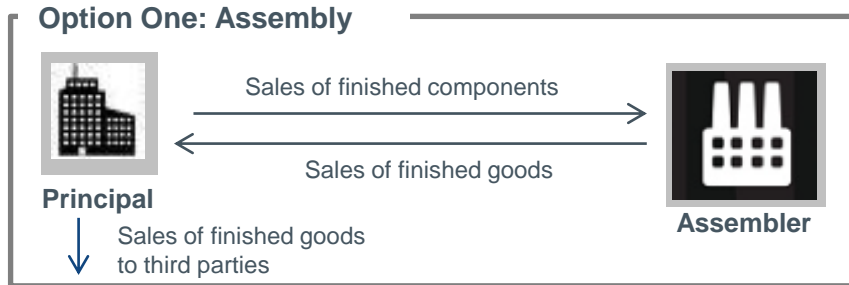 Option One: Assembly
Sales of finished components
Sales of finished goods
Principal
Assembler
Sales of finished goods
to third parties